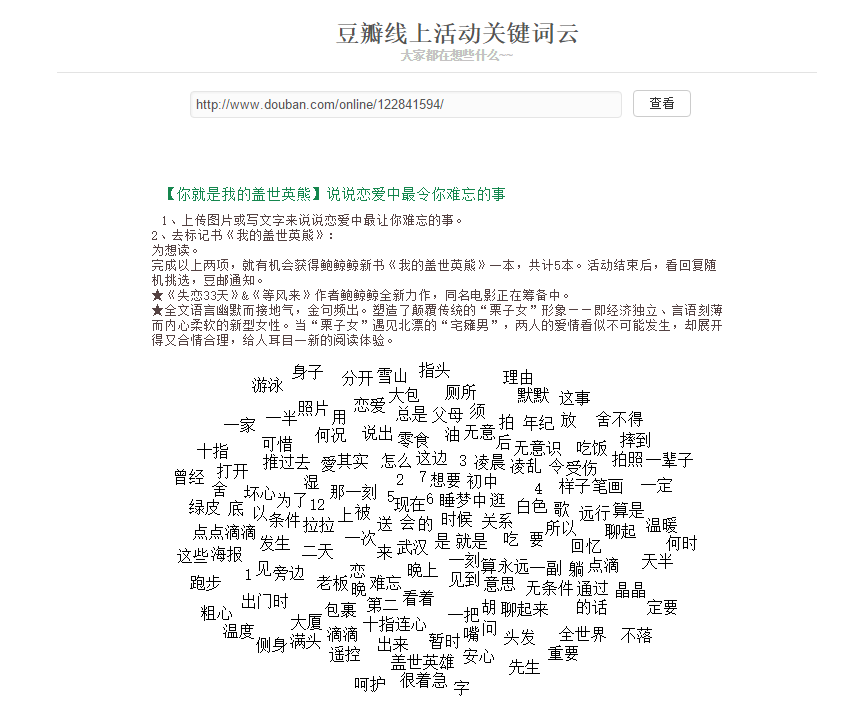 豆瓣线上活动关键词云
大家都在想些什么~~
http://www.douban.com/online/122841594/ 查看
【你就是我的盖世英熊】说说恋爱中最令你难忘的事
1、上传图片或写文字来说说恋爱中最让你难忘的事。
2、去标记书《我的盖世英熊》:
为想读。
完成以上两项，就有机会获得鲍鲸鲸新书《我的盖世英熊》一本，共计5本。活动结束后，看回复随
机挑选，豆邮通知。
★《失恋33天》&《等风来》作者鲍鲸鲸全新力作，同名电影正在筹备中。
★全文语言幽默而接地气，金句频出。塑造了颠覆传统的“栗子女”形象——即经济独立、言语刻薄
而内心柔软的新型女性。当“栗子女”遇见北漂的“宅雍男”，两人的爱情看似不可能发生，却展开
得又合情合理，给人耳目一新的阅读体验。
身子 分开 雪山 指头 理由
游泳 大包 厕所 默默 这事
一家 一半 照片 用 恋爱 总是 父母 须 拍 年纪 放 舍不得
可惜 何况 说出 零食 油 无意 后 无意识 吃饭 摔到
十指 推过去 愛 其实 怎么 这边 3 凌晨 凌乱 令 受伤 拍照 一辈子
曾经 打开 湿 2 7 想要 初中 4 样子 笔画 一定
舍 坏心 为了 12 那一刻 5 现在 6 睡梦中 逛 白色 歌 远行 算是
绿皮 底 以 条件 拉拉 上 被 送 会的 时候 关系 所以 聊起 温暖
点点滴滴 发生 二天 一次 来 武汉 是 就是 吃 要 回忆 何时
这些 海报 1 见 旁边 恋 晚上 一刻 算 永远 一副 躺 点滴 天半
跑步 老板 晚 难忘 见到 意思 无条件 通过 晶晶
出门时 包裹 第二 看着 一把 胡 聊起来 的话 定要
粗心 大厦 十指连心 嘴 问
温度 侧身 满头 滴滴 出来 暂时 头发 全世界 不落
遥控 盖世英雄 安心 先生 重要
呵护 很着急 字